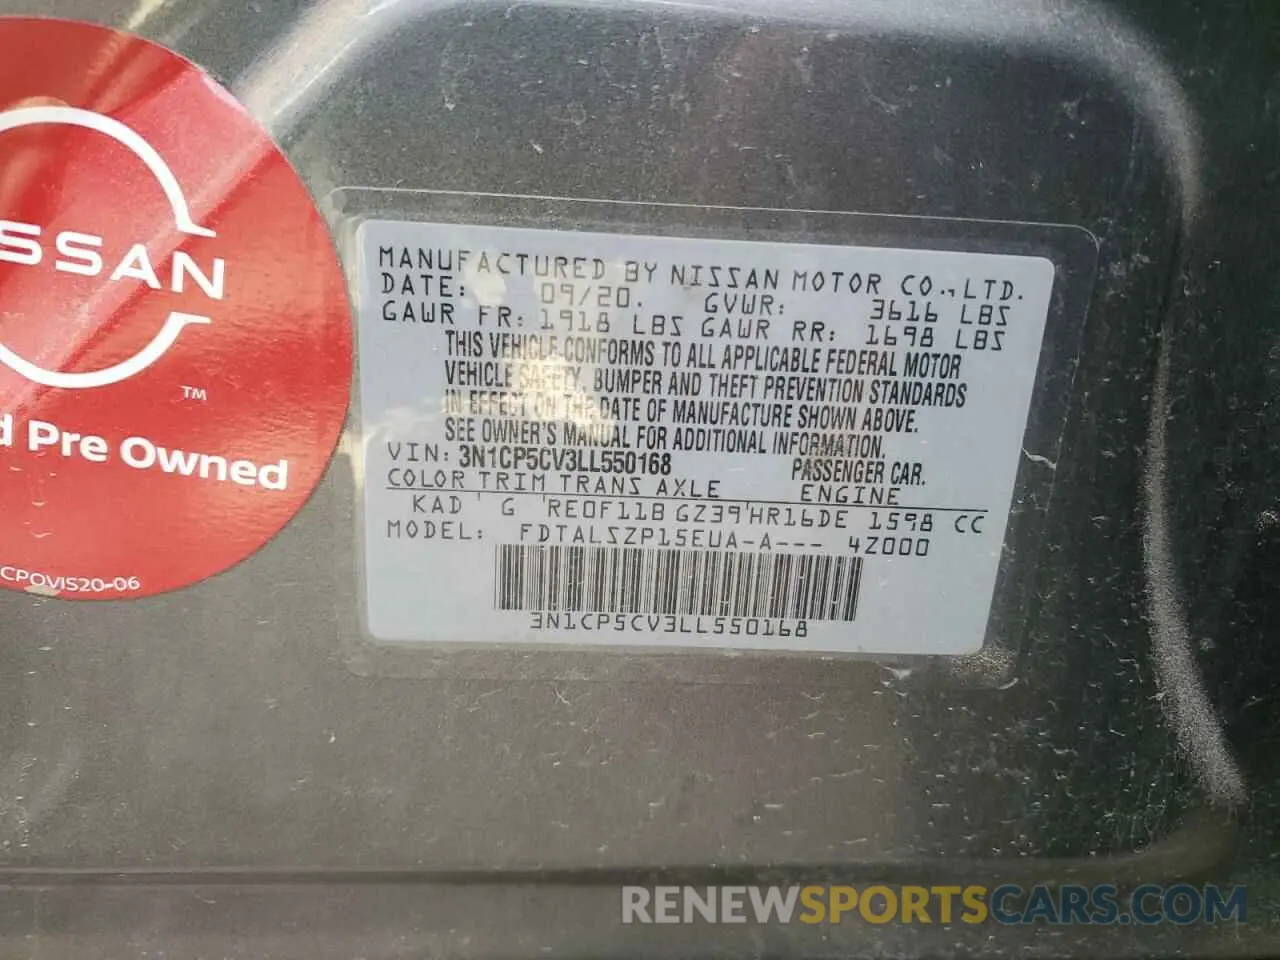 MANUFACTURED BY NISSAN MOTOR CO., LTD.
DATE: 09/20. GVWR: 3616 LBS
GAWR FR: 1918 LBS GAWR RR: 1698 LBS
THIS VEHICLE CONFORMS TO ALL APPLICABLE FEDERAL MOTOR
VEHICLE SAFETY, BUMPER AND THEFT PREVENTION STANDARDS
IN EFFECT ON THE DATE OF MANUFACTURE SHOWN ABOVE.
SEE OWNER'S MANUAL FOR ADDITIONAL INFORMATION.
VIN: 3N1CP5CV3LL550168 PASSENGER CAR.
COLOR TRIM TRANS AXLE ENGINE
KAD ' G 'RE0F11B GZ39'HR16DE 1598 CC
MODEL: FDTALSZP15EUA-A--- 4Z000
3N1CP5CV3LL550168
SSAN
TM
Pre Owned
CPOVIS20-06
RENEWSPORTSCARS.COM